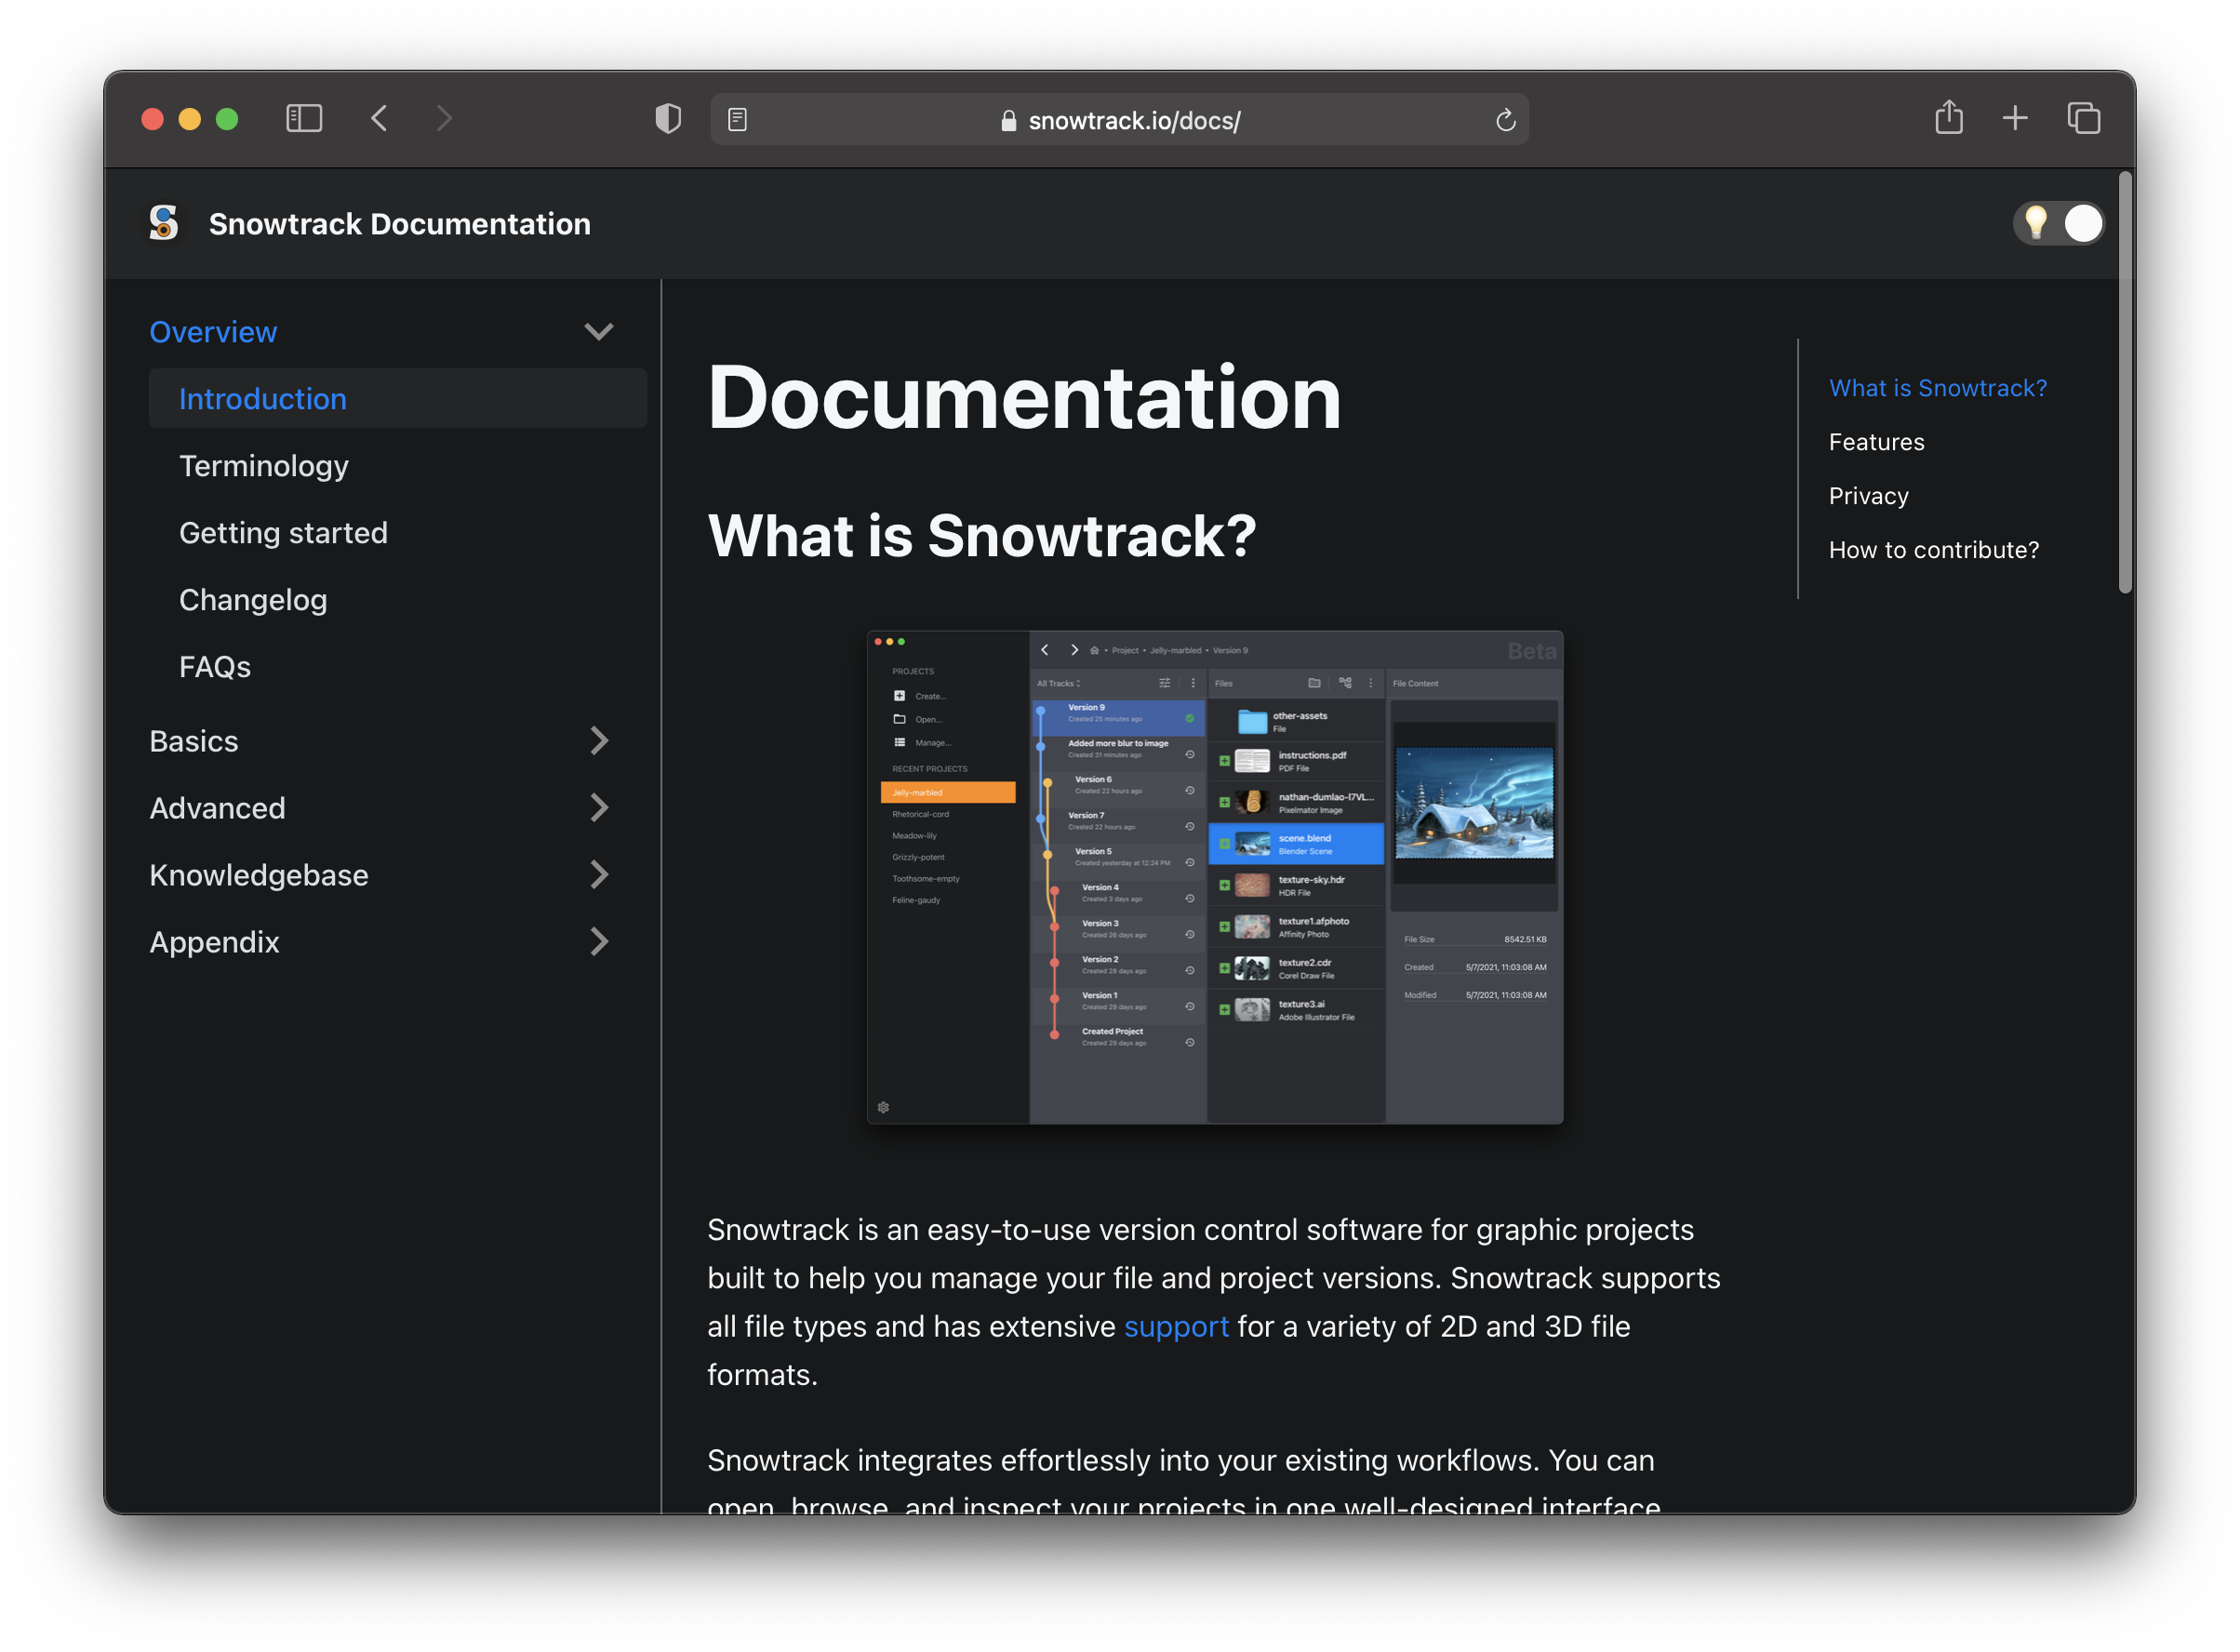 snowtrack.io/docs/
Snowtrack Documentation
Overview
Introduction
Terminology
Getting started
Changelog
FAQs
Basics
Advanced
Knowledgebase
Appendix
Documentation
What is Snowtrack?
PROJECTS
Create...
Open...
Manage...
RECENT PROJECTS
Jelly-marbled
Rhetorical-cord
Meadow-lily
Grizzly-potent
Toothsome-empty
Feline-gaudy
Project • Jelly-marbled • Version 9
Beta
All Tracks
Version 9
Created 25 minutes ago
Added more blur to image
Created 31 minutes ago
Version 6
Created 22 hours ago
Version 7
Created 22 hours ago
Version 5
Created yesterday at 12:24 PM
Version 4
Created 3 days ago
Version 3
Created 26 days ago
Version 2
Created 28 days ago
Version 1
Created 29 days ago
Created Project
Created 29 days ago
Files
other-assets
File
instructions.pdf
PDF File
nathan-dumlao-I7VL...
Pixelmator Image
scene.blend
Blender Scene
texture-sky.hdr
HDR File
texture1.afphoto
Affinity Photo
texture2.cdr
Corel Draw File
texture3.ai
Adobe Illustrator File
File Content
File Size 8542.51 KB
Created 5/7/2021, 11:03:08 AM
Modified 5/7/2021, 11:03:08 AM
Snowtrack is an easy-to-use version control software for graphic projects
built to help you manage your file and project versions. Snowtrack supports
all file types and has extensive support for a variety of 2D and 3D file
formats.
Snowtrack integrates effortlessly into your existing workflows. You can
open, browse, and inspect your projects in one well-designed interface
What is Snowtrack?
Features
Privacy
How to contribute?